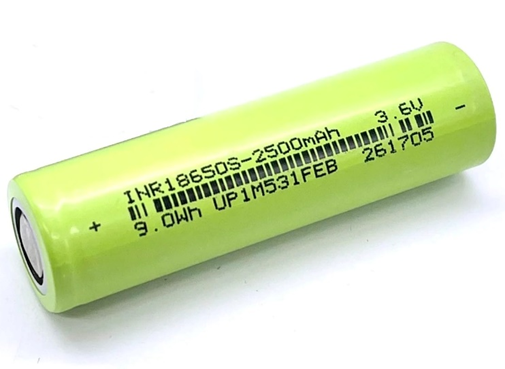 INR18650S-2500mAh 3.6V
9.0Wh UP1M531FEB 261705
+ -